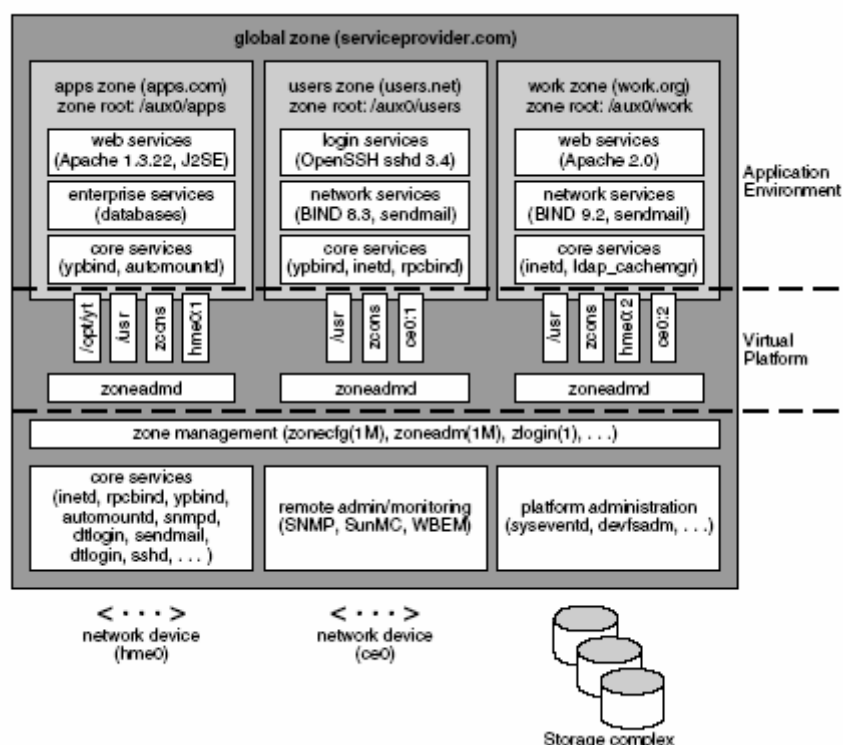 global zone (serviceprovider.com)
apps zone (apps.com)
zone root: /aux0/apps
web services
(Apache 1.3.22, J2SE)
enterprise services
(databases)
core services
(ypbind, automountd)
users zone (users.net)
zone root: /aux0/users
login services
(OpenSSH sshd 3.4)
network services
(BIND 8.3, sendmail)
core services
(ypbind, inetd, rpcbind)
work zone (work.org)
zone root: /aux0/work
web services
(Apache 2.0)
network services
(BIND 9.2, sendmail)
core services
(inetd, ldap_cachemgr)
Application
Environment
/opt/yt
/usr
zcons
hme0:1
/usr
zcons
ce0:1
/usr
zcons
hme0:2
ce0:2
Virtual
Platform
zoneadmd
zoneadmd
zoneadmd
zone management (zonecfg(1M), zoneadm(1M), zlogin(1), . . .)
core services
(inetd, rpcbind, ypbind,
automountd, snmpd,
dtlogin, sendmail,
dtlogin, sshd, . . . )
remote admin/monitoring
(SNMP, SunMC, WBEM)
platform administration
(syseventd, devfsadm, . . .)
< · · · >
network device
(hme0)
< · · · >
network device
(ce0)
Storage complex